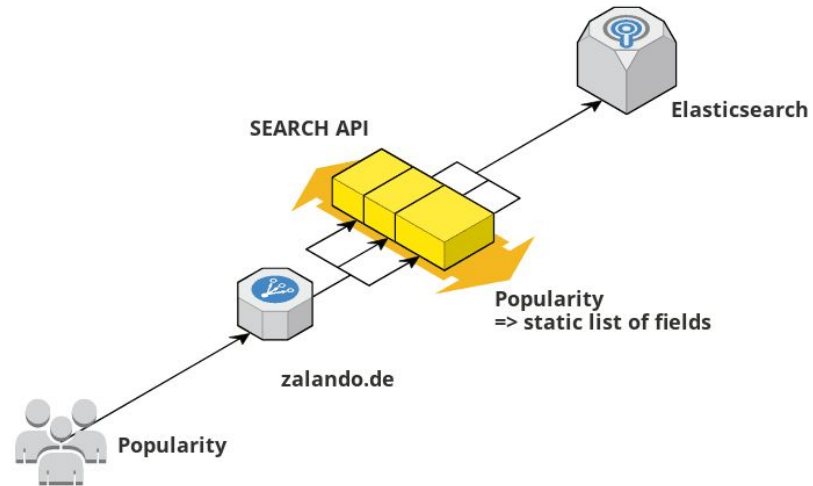 SEARCH API
Elasticsearch
Popularity
=> static list of fields
zalando.de
Popularity